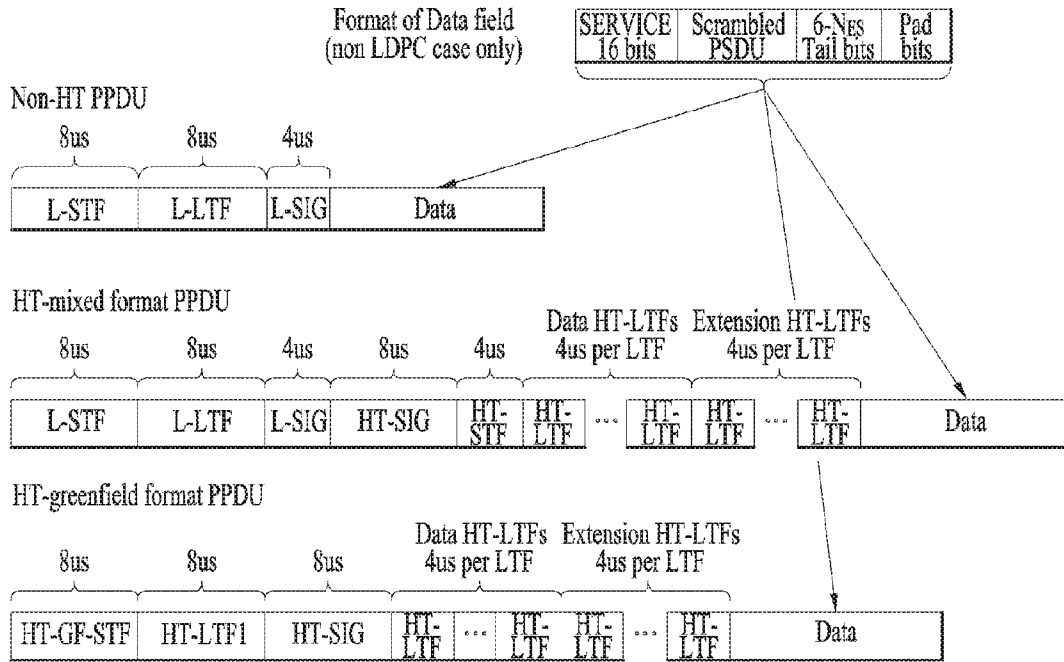 Format of Data field
(non LDPC case only)
SERVICE 16 bits Scrambled PSDU 6-NES Tail bits Pad bits
Non-HT PPDU
8us 8us 4us
L-STF L-LTF L-SIG Data
HT-mixed format PPDU
Data HT-LTFs Extension HT-LTFs
8us 8us 4us 8us 4us 4us per LTF 4us per LTF
L-STF L-LTF L-SIG HT-SIG HT-STF HT-LTF ... HT-LTF HT-LTF ... HT-LTF Data
HT-greenfield format PPDU
Data HT-LTFs Extension HT-LTFs
8us 8us 8us 4us per LTF 4us per LTF
HT-GF-STF HT-LTF1 HT-SIG HT-LTF ... HT-LTF HT-LTF ... HT-LTF Data